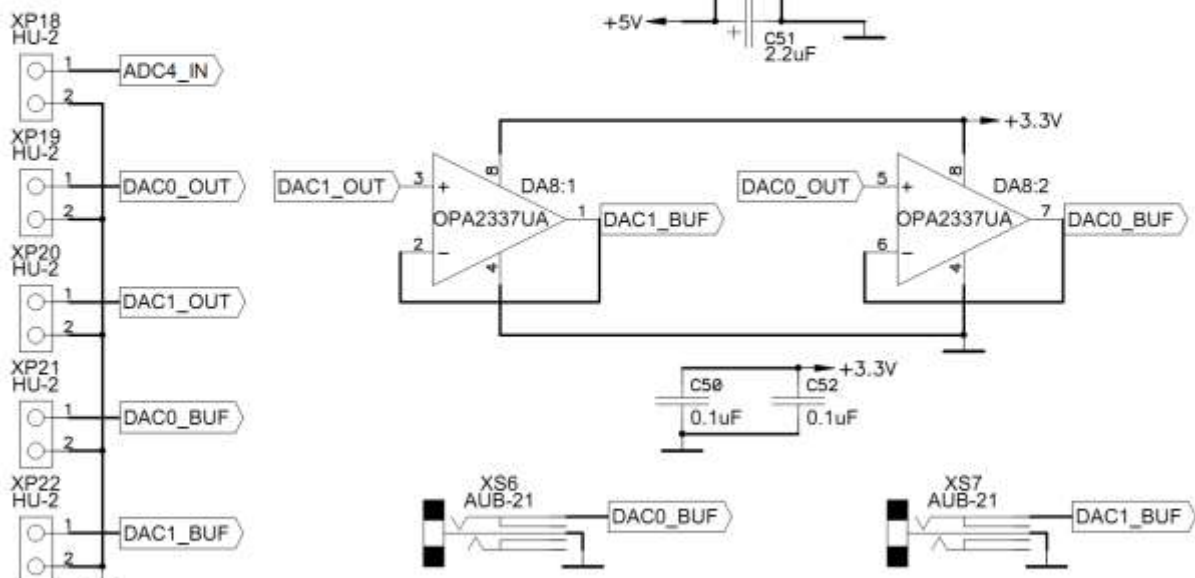 XP18
HU-2
1
ADC4_IN
2
+5V
+
C51
2.2uF
XP19
HU-2
1
DAC0_OUT
2
XP20
HU-2
1
DAC1_OUT
2
XP21
HU-2
1
DAC0_BUF
2
XP22
HU-2
1
DAC1_BUF
2
+3.3V
DAC1_OUT
3
+
8
DA8:1
OPA2337UA
1
DAC1_BUF
2
−
4
DAC0_OUT
5
+
8
DA8:2
OPA2337UA
7
DAC0_BUF
6
−
4
+3.3V
C50
0.1uF
C52
0.1uF
XS6
AUB-21
DAC0_BUF
XS7
AUB-21
DAC1_BUF